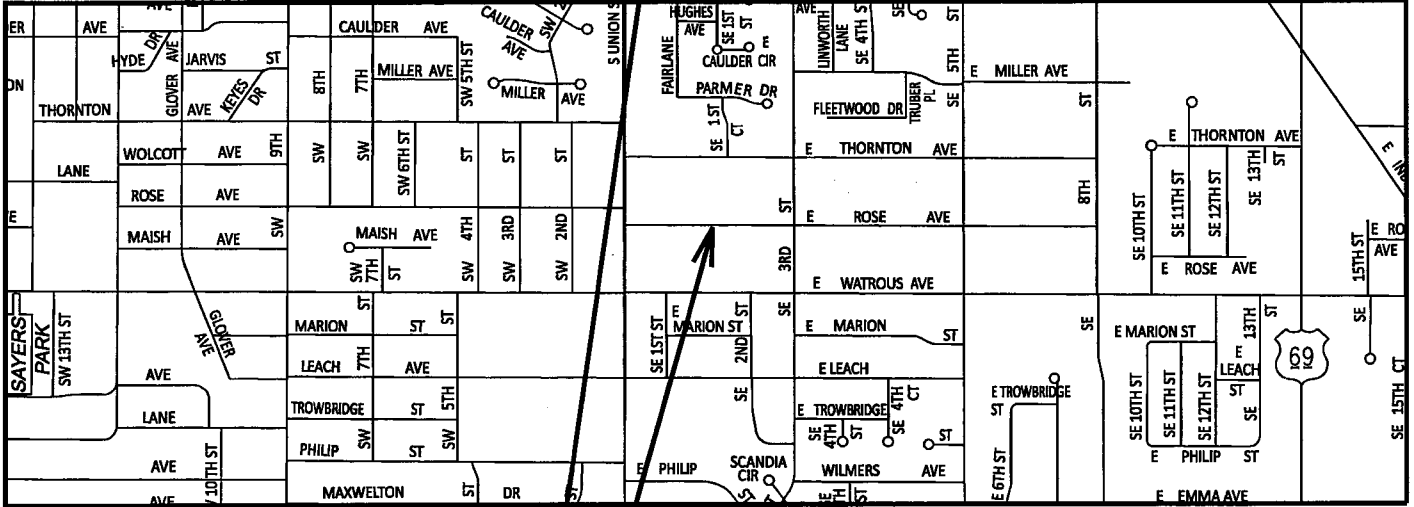 AVE
HYDE DR
GLOVER AVE
JARVIS ST
KEYES DR
THORNTON AVE
CAULDER AVE
8TH
7TH
MILLER AVE
SW 5TH ST
CAULDER AVE
MILLER AVE
S UNION S
HUGHES AVE
SE 1ST ST
FAIRLANE
E CAULDER CIR
PARMER DR
SE 1ST CT
AVE
LINWORTH LANE
SE 4TH ST
SE
5TH ST
SE
E MILLER AVE
FLEETWOOD DR
TRUBER PL
ST
8TH
SE
WOLCOTT AVE
9TH
SW
LANE
ROSE AVE
MAISH AVE
SW
SW
SW 6TH ST
ST
ST
ST
4TH
3RD
2ND
SW
SW
SW
MAISH AVE
SW 7TH ST
E THORNTON AVE
ST
3RD
SE
E ROSE AVE
E WATROUS AVE
E THORNTON AVE
SE 10TH ST
SE 11TH ST
SE 12TH ST
SE 13TH ST
E ROSE AVE
15TH ST
SE
E RO
AVE
SAYERS PARK
SW 13TH ST
GLOVER AVE
MARION ST
LEACH AVE
TROWBRIDGE ST
PHILIP ST
MAXWELTON DR
ST
7TH
SW
ST
5TH
SW
ST
ST
AVE
LANE
AVE
AVE
10TH ST
SE 1ST ST
E MARION ST
ST
2ND
SE
E MARION ST
E LEACH
E TROWBRIDGE
SE 4TH ST
SE 4TH CT
ST
E PHILIP
ST
SCANDIA CIR
WILMERS AVE
E TROWBRIDGE ST
E 6TH ST
E MARION ST
SE 10TH ST
SE 11TH ST
SE 12TH ST
13TH ST
SE
E LEACH ST
E PHILIP ST
E EMMA AVE
69
SE 15TH CT